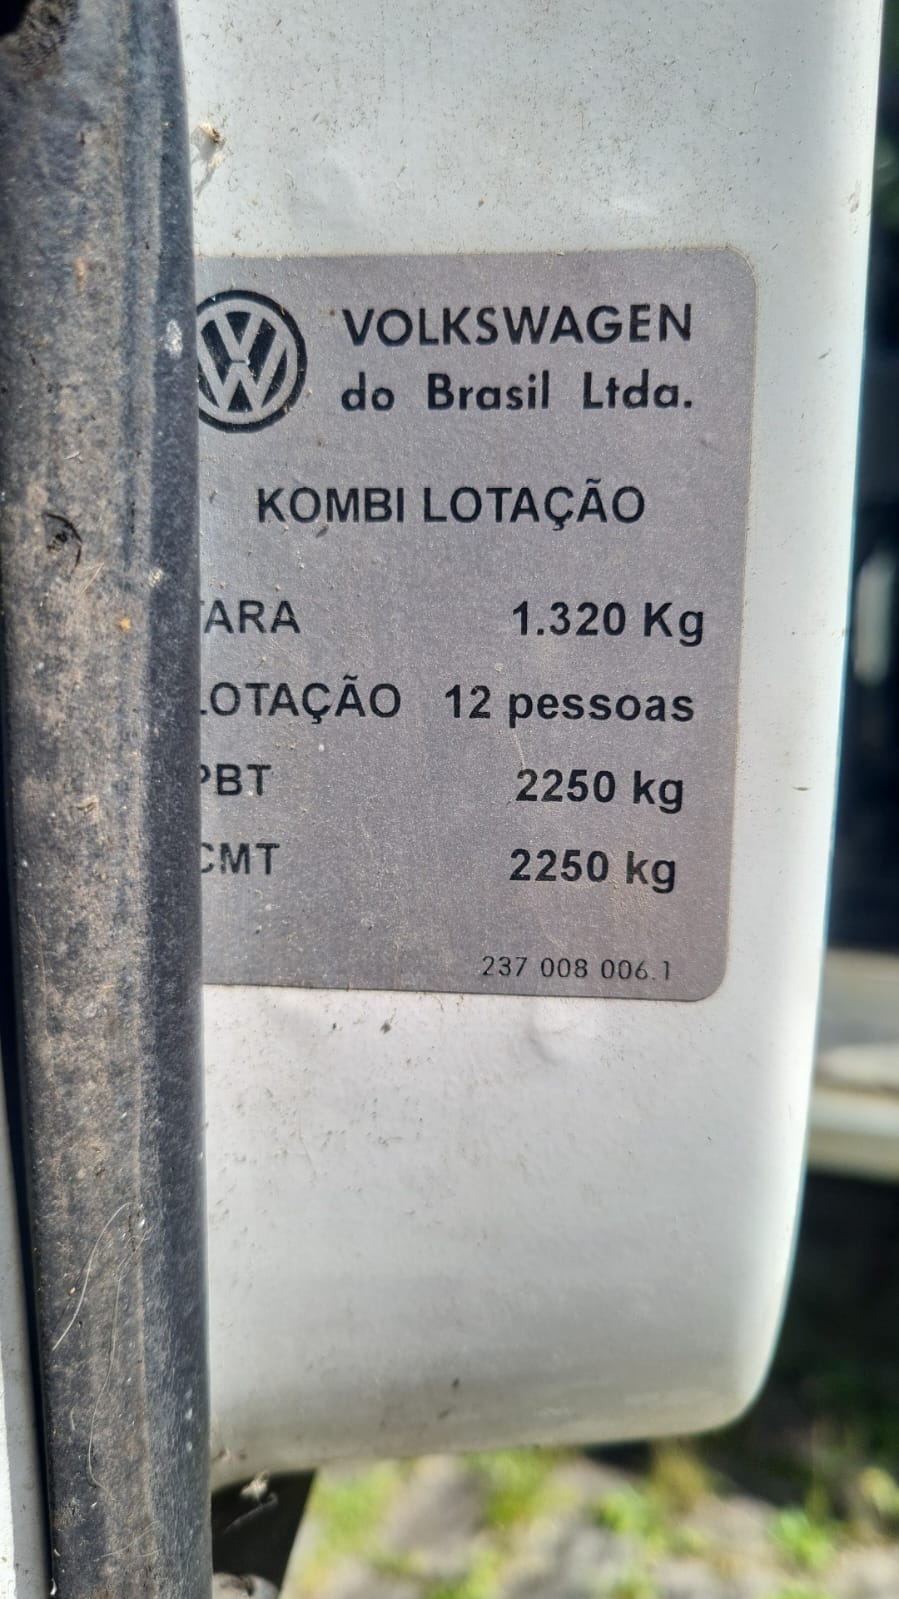 VOLKSWAGEN
do Brasil Ltda.
KOMBI LOTAÇÃO
TARA 1.320 Kg
LOTAÇÃO 12 pessoas
PBT 2250 kg
CMT 2250 kg
237 008 006.1